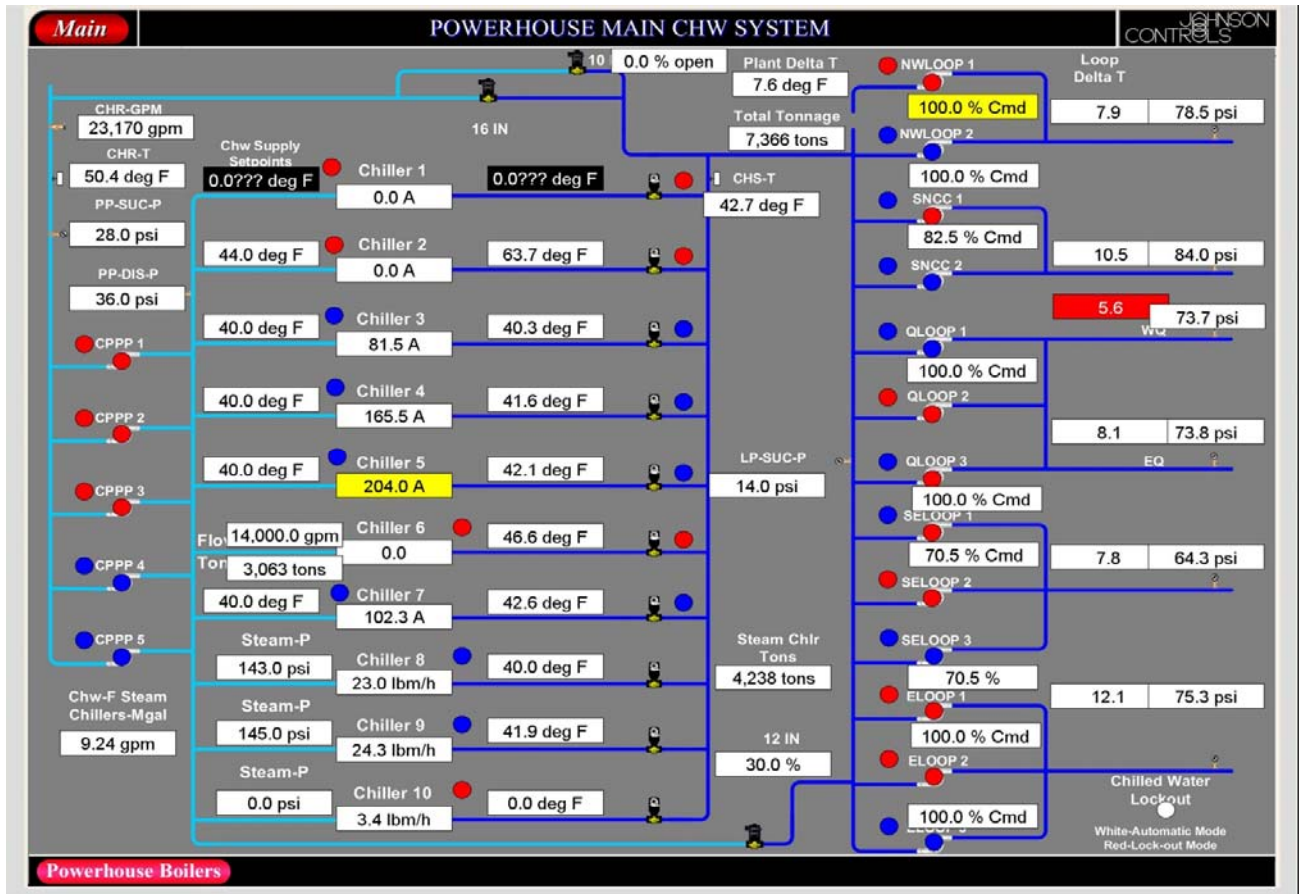 Main
POWERHOUSE MAIN CHW SYSTEM
JOHNSON
CONTROLS
10
0.0 % open
Plant Delta T
7.6 deg F
Total Tonnage
7,366 tons
16 IN
CHR-GPM
23,170 gpm
CHR-T
50.4 deg F
PP-SUC-P
28.0 psi
PP-DIS-P
36.0 psi
CPPP 1
CPPP 2
CPPP 3
CPPP 4
CPPP 5
Chw-F Steam
Chillers-Mgal
9.24 gpm
Chw Supply
Setpoints
0.0??? deg F
Chiller 1
0.0 A
0.0??? deg F
44.0 deg F
Chiller 2
0.0 A
63.7 deg F
40.0 deg F
Chiller 3
81.5 A
40.3 deg F
40.0 deg F
Chiller 4
165.5 A
41.6 deg F
40.0 deg F
Chiller 5
204.0 A
42.1 deg F
Flo
14,000.0 gpm
Ton
3,063 tons
Chiller 6
0.0
46.6 deg F
40.0 deg F
Chiller 7
102.3 A
42.6 deg F
Steam-P
143.0 psi
Chiller 8
23.0 lbm/h
40.0 deg F
Steam-P
145.0 psi
Chiller 9
24.3 lbm/h
41.9 deg F
Steam-P
0.0 psi
Chiller 10
3.4 lbm/h
0.0 deg F
CHS-T
42.7 deg F
LP-SUC-P
14.0 psi
Steam Chlr
Tons
4,238 tons
12 IN
30.0 %
NWLOOP 1
100.0 % Cmd
NWLOOP 2
100.0 % Cmd
SNCC 1
82.5 % Cmd
SNCC 2
QLOOP 1
100.0 % Cmd
QLOOP 2
QLOOP 3
100.0 % Cmd
SELOOP 1
70.5 % Cmd
SELOOP 2
SELOOP 3
70.5 %
ELOOP 1
100.0 % Cmd
ELOOP 2
100.0 % Cmd
Loop
Delta T
7.9 78.5 psi
10.5 84.0 psi
5.6 73.7 psi
WQ
8.1 73.8 psi
EQ
7.8 64.3 psi
12.1 75.3 psi
Chilled Water
Lockout
White-Automatic Mode
Red-Lock-out Mode
Powerhouse Boilers